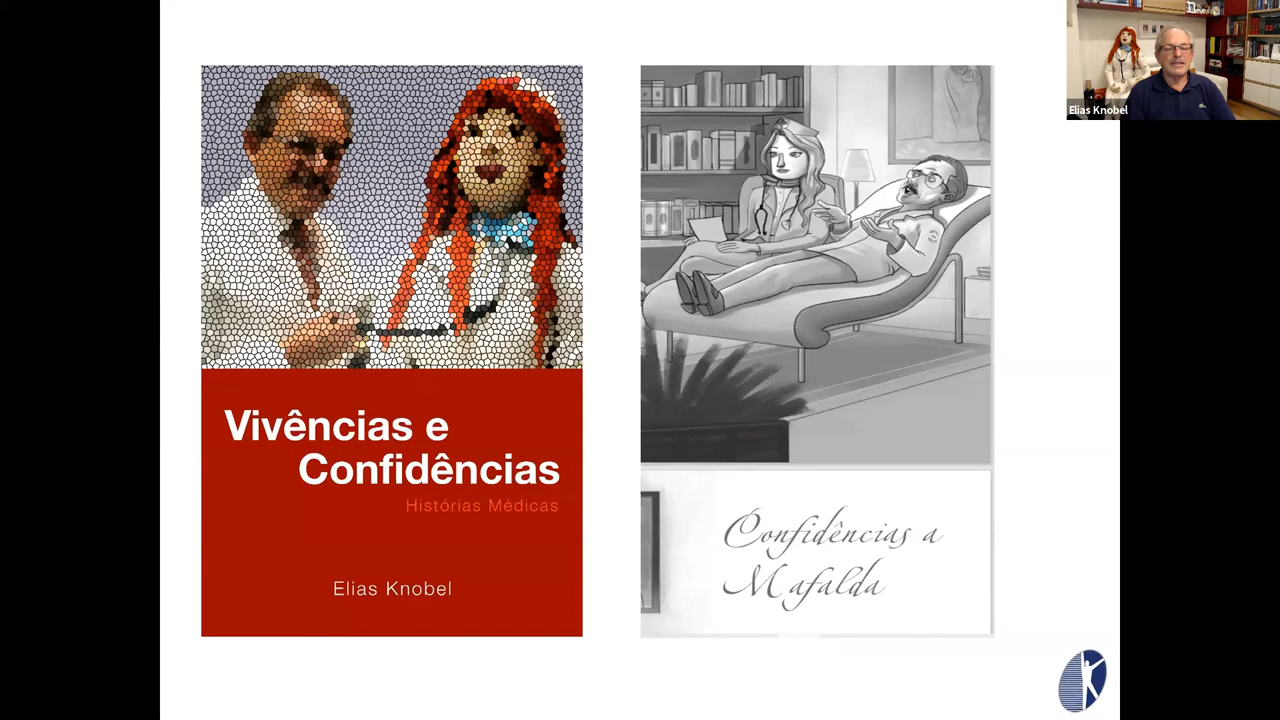 Vivências e
Confidências
Histórias Médicas
Elias Knobel
Confidências a
Mafalda
Elias Knobel